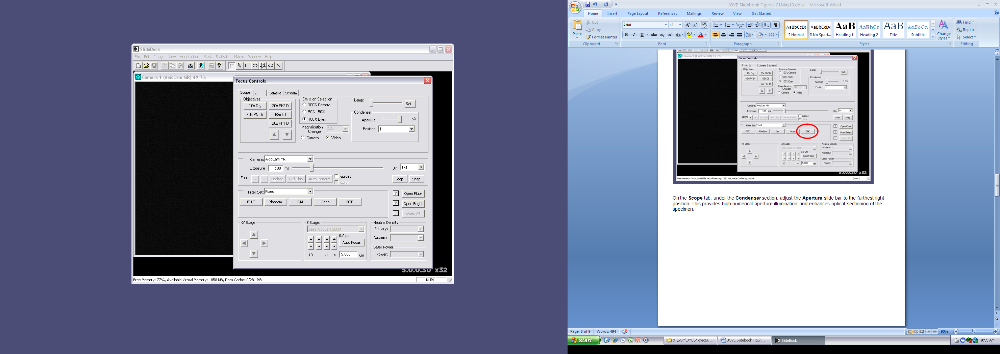 SlideBook
File Edit Image View Annotations Mask Statistics Macro Window Help
Camera 1 (AxioCam MR) 49.7%
Focus Controls
Scope Z Camera Stream
Objectives
10x Dry 20x Ph2 D
40x PN Dr 63x Oil
20x Ph1 D
Emission Selection
100% Camera
50% - 50%
100% Eyes
Magnification
Changer:
NA
Camera Video
Lamp:
Set...
Condenser
Aperture 1.$%
Position 1
Camera: AxioCam MR
Exposure 100 ms
Bin: 1x1
Zoom: + - Update Full Chip Auto Renorm
Guides
Color
Stop Snap
Filter Set: Fixed
FITC Rhodam QM Open DIC
Open Fluor
Open Bright
Open Alt
XY Stage
Z Stage:
Zeiss Axiovert 200M
0.0 µm
Auto Focus
10 1 .1 -> 5.000 um
Neutral Density
Primary:
Auxiliary:
Laser Power
Power:
5.0.0.30 x32
Free Memory: 77%, Available Virtual Memory: 1858 MB, Data Cache: 0/281 MB
NUM
JOVE Slidebook Figures 01May13.docx - Microsoft Word
Home Insert Page Layout References Mailings Review View Get Started
Paste
Cut
Copy
Format Painter
Clipboard
Arial 12
Font
Paragraph
AaBbCcDc AaBbCcDc AaB AaBbCc AaB AaBbCc.
¶ Normal ¶ No Spaci... Heading 1 Heading 2 Title Subtitle
Change
Styles
Styles
Find
Replace
Select
Editing
Camera 1 (AxioCam MR) 49.7%
Focus Controls
Scope Z Camera Stream
Objectives
10x Dry 20x Ph2 D
40x PN Dr 63x Oil
20x Ph1 D
Emission Selection
100% Camera
50% - 50%
100% Eyes
Magnification
Changer:
NA
Camera Video
Lamp:
Set...
Condenser
Aperture -1.$%
Position 1
Camera: AxioCam MR
Exposure 100 ms
Bin: 1x1
Zoom: + - Update Full Chip Auto Renorm
Guides
Color
Stop Snap
Filter Set: Fixed
FITC Rhodam QM Open DIC
Open Fluor
Open Bright
Open Alt
XY Stage
Z Stage:
Zeiss Axiovert 200M
0.0 µm
Auto Focus
10 1 .1 -> 5.000 um
Neutral Density
Primary:
Auxiliary:
Laser Power
Power:
5.0.0.30 x32
Free Memory: 76%, Available Virtual Memory: 1857 MB, Data Cache: 0/281 MB
NUM
On the Scope tab, under the Condenser section, adjust the Aperture slide bar to the furthest right
position. This provides high numerical aperture illumination and enhances optical sectioning of the
specimen.
Page: 5 of 9 Words: 494
90%
start
X:\SOM\BME\Projects...
JOVE Slidebook Figur...
SlideBook
9:55 AM